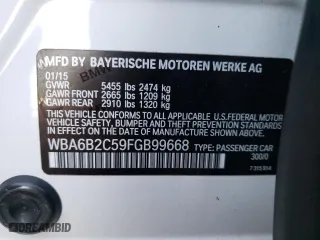 MFD BY BAYERISCHE MOTOREN WERKE AG
01/15
GVWR 5455 lbs 2474 kg
GAWR FRONT 2665 lbs 1209 kg
GAWR REAR 2910 lbs 1320 kg
THIS VEHICLE CONFORMS TO ALL APPLICABLE
U.S. FEDERAL MOTOR VEHICLE SAFETY, BUMPER,
AND THEFT PREVENTION STANDARDS IN EFFECT
ON THE DATE OF MANUFACTURE SHOWN ABOVE.
WBA6B2C59FGB99668 TYPE: PASSENGER CAR
300/0